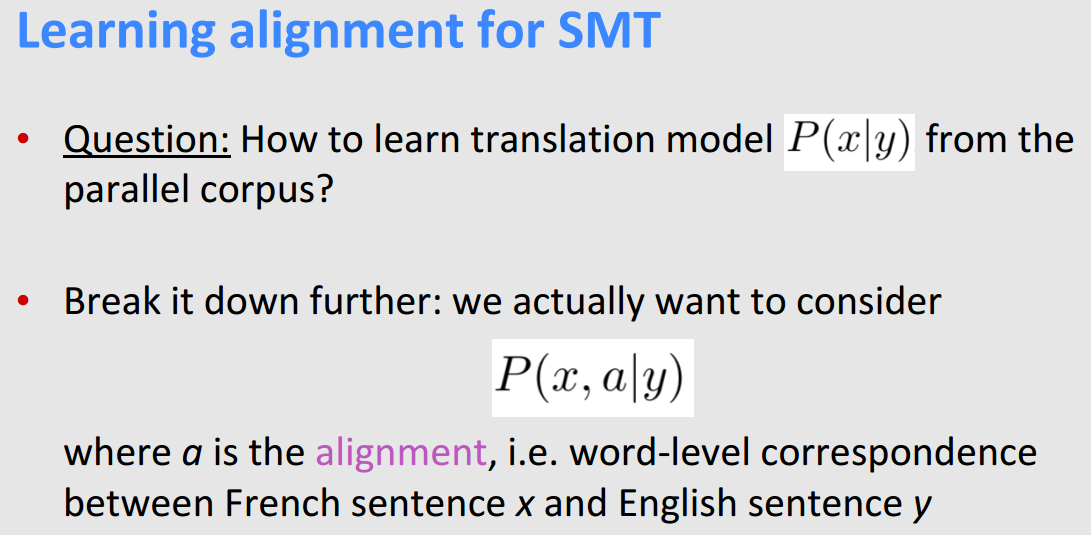 Learning alignment for SMT
• Question: How to learn translation model P(x|y) from the
parallel corpus?
• Break it down further: we actually want to consider
P(x, a|y)
where a is the alignment, i.e. word-level correspondence
between French sentence x and English sentence y